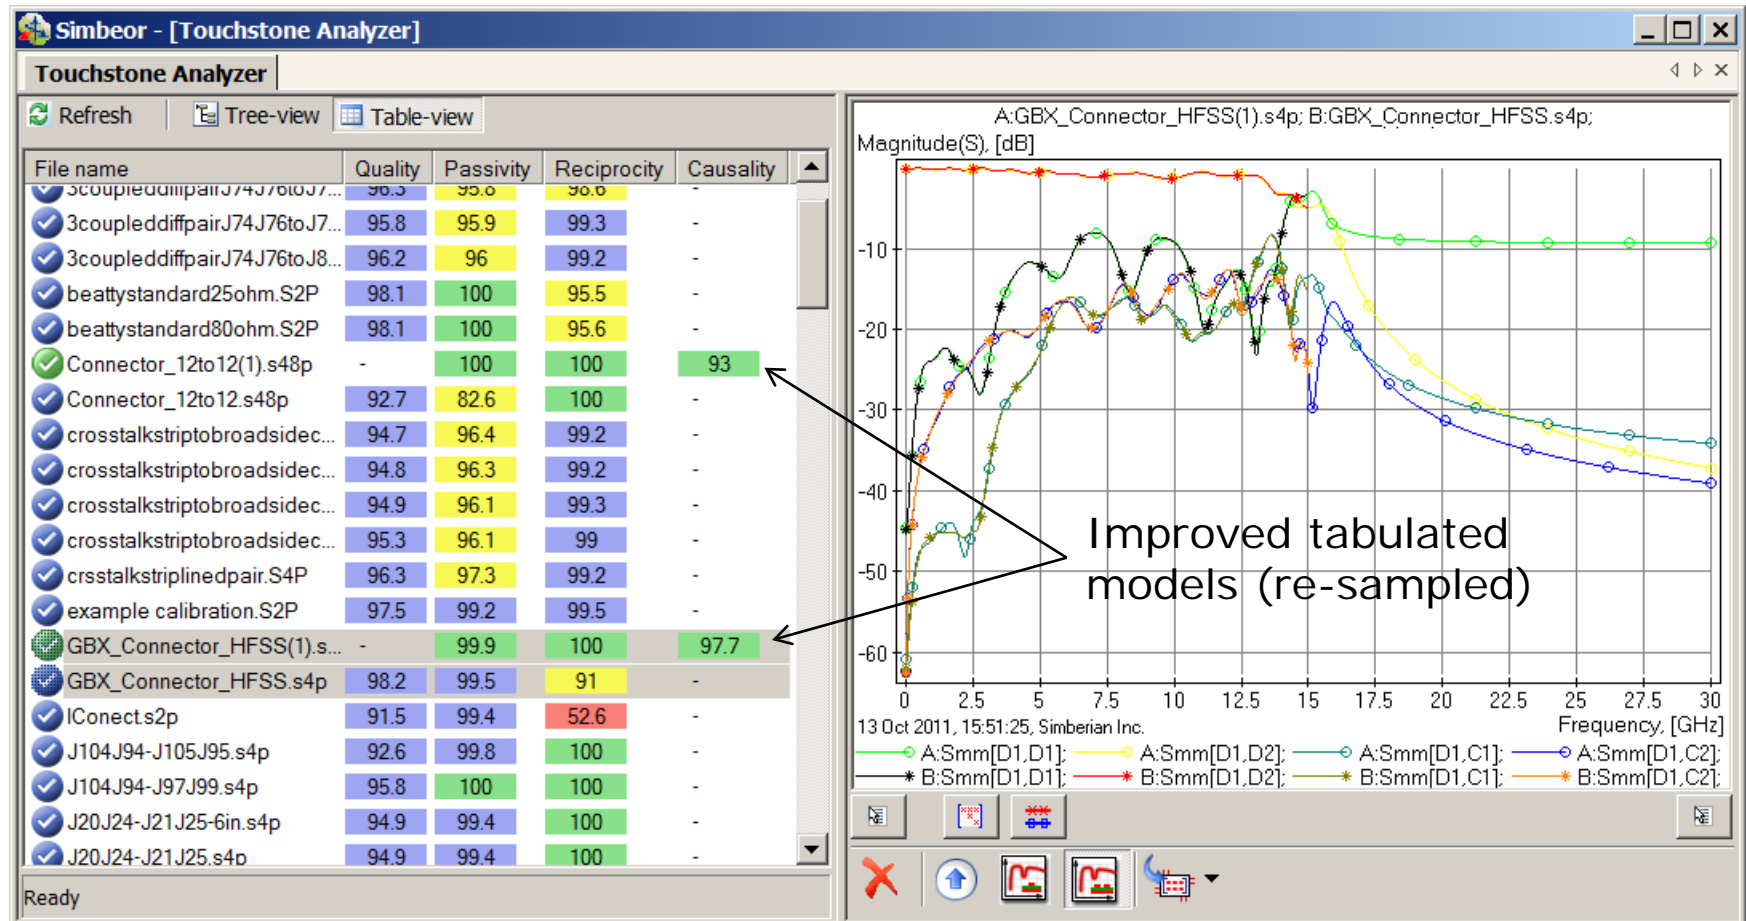 Simbeor - [Touchstone Analyzer]
Touchstone Analyzer
Refresh Tree-view Table-view
File name Quality Passivity Reciprocity Causality
3coupleddiffpairJ74J76toJ7... 96.3 95.8 98.6 -
3coupleddiffpairJ74J76toJ7... 95.8 95.9 99.3 -
3coupleddiffpairJ74J76toJ8... 96.2 96 99.2 -
beattystandard25ohm.S2P 98.1 100 95.5 -
beattystandard80ohm.S2P 98.1 100 95.6 -
Connector_12to12(1).s48p - 100 100 93
Connector_12to12.s48p 92.7 82.6 100 -
crosstalkstriptobroadsidec... 94.7 96.4 99.2 -
crosstalkstriptobroadsidec... 94.8 96.3 99.2 -
crosstalkstriptobroadsidec... 94.9 96.1 99.3 -
crosstalkstriptobroadsidec... 95.3 96.1 99 -
crsstalkstriplinedpair.S4P 96.3 97.3 99.2 -
example calibration.S2P 97.5 99.2 99.5 -
GBX_Connector_HFSS(1).s... - 99.9 100 97.7
GBX_Connector_HFSS.s4p 98.2 99.5 91 -
IConect.s2p 91.5 99.4 52.6 -
J104J94-J105J95.s4p 92.6 99.8 100 -
J104J94-J97J99.s4p 95.8 100 100 -
J20J24-J21J25-6in.s4p 94.9 99.4 100 -
J20J24-J21J25.s4p 94.9 99.4 100 -
Ready
A:GBX_Connector_HFSS(1).s4p; B:GBX_Connector_HFSS.s4p;
Magnitude(S), [dB]
-10
-20
-30
-40
-50
-60
Improved tabulated
models (re-sampled)
0 2.5 5 7.5 10 12.5 15 17.5 20 22.5 25 27.5 30
13 Oct 2011, 15:51:25, Simberian Inc. Frequency, [GHz]
A:Smm[D1,D1]; A:Smm[D1,D2]; A:Smm[D1,C1]; A:Smm[D1,C2];
B:Smm[D1,D1]; B:Smm[D1,D2]; B:Smm[D1,C1]; B:Smm[D1,C2];